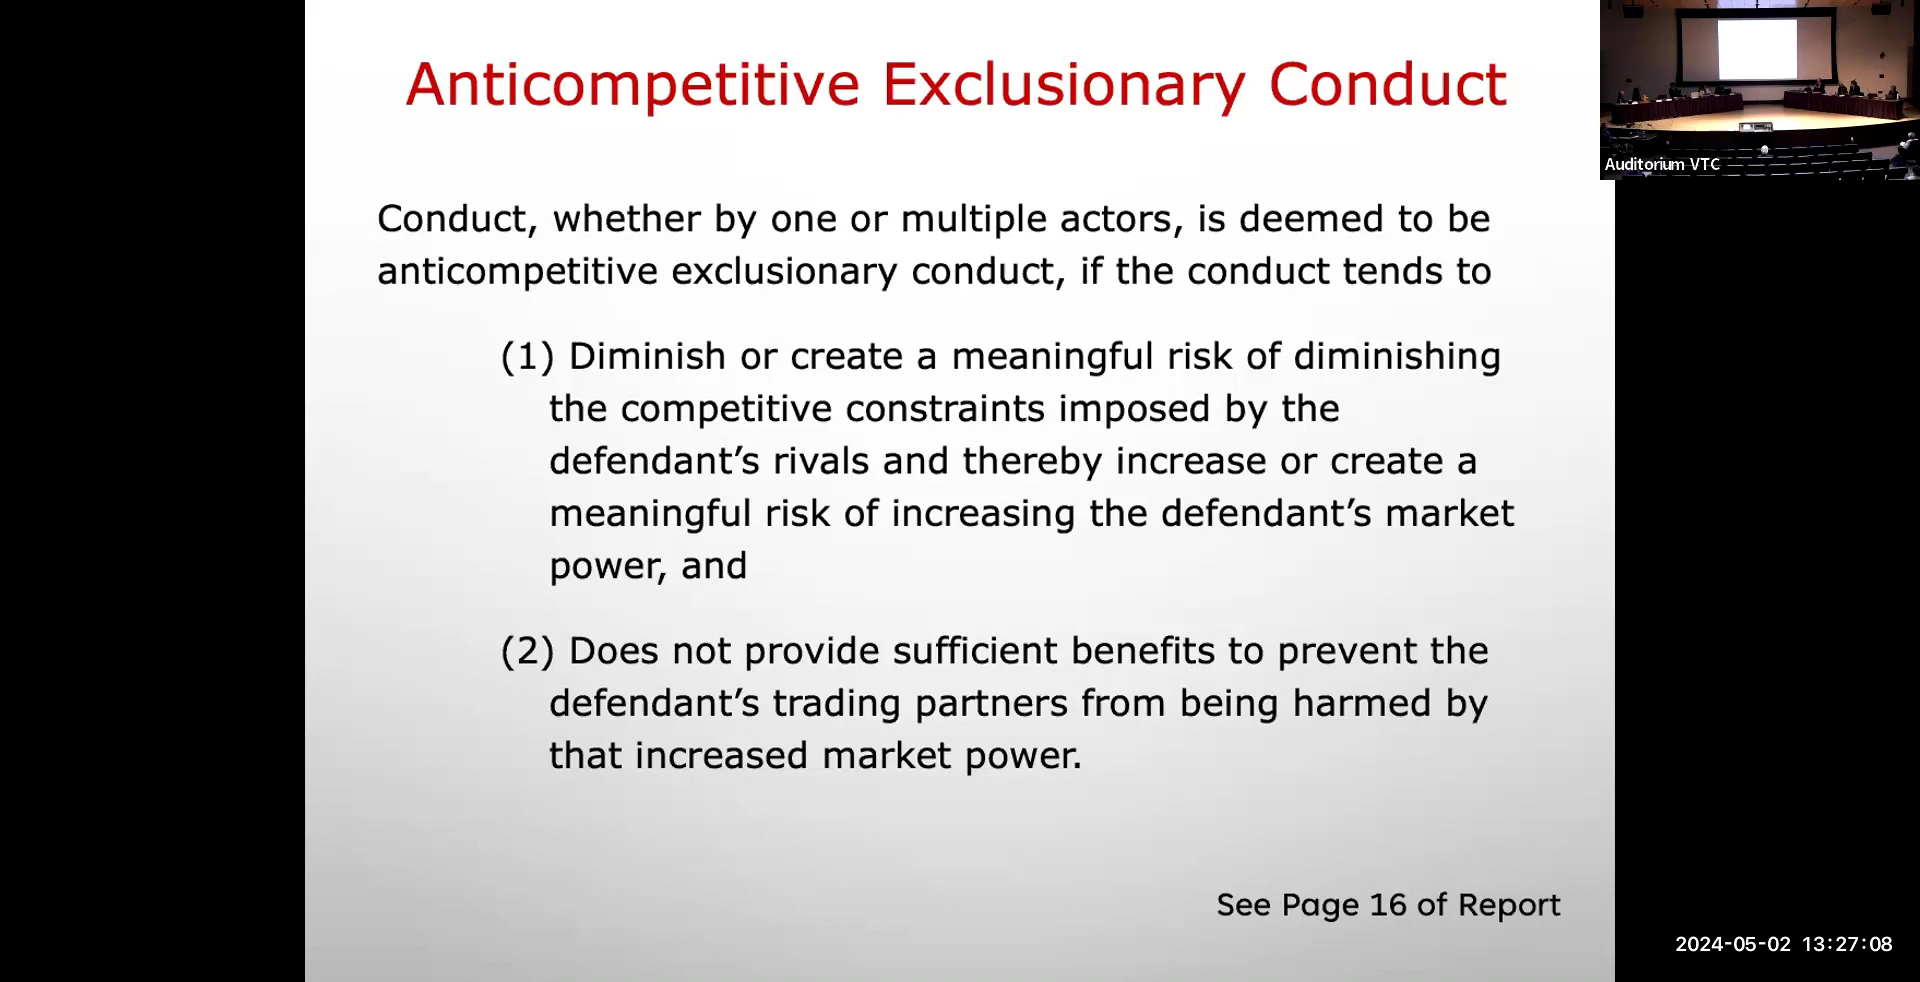 Anticompetitive Exclusionary Conduct
Auditorium VTC
Conduct, whether by one or multiple actors, is deemed to be
anticompetitive exclusionary conduct, if the conduct tends to
(1) Diminish or create a meaningful risk of diminishing
the competitive constraints imposed by the
defendant’s rivals and thereby increase or create a
meaningful risk of increasing the defendant’s market
power, and
(2) Does not provide sufficient benefits to prevent the
defendant’s trading partners from being harmed by
that increased market power.
See Page 16 of Report
2024-05-02 13:27:08